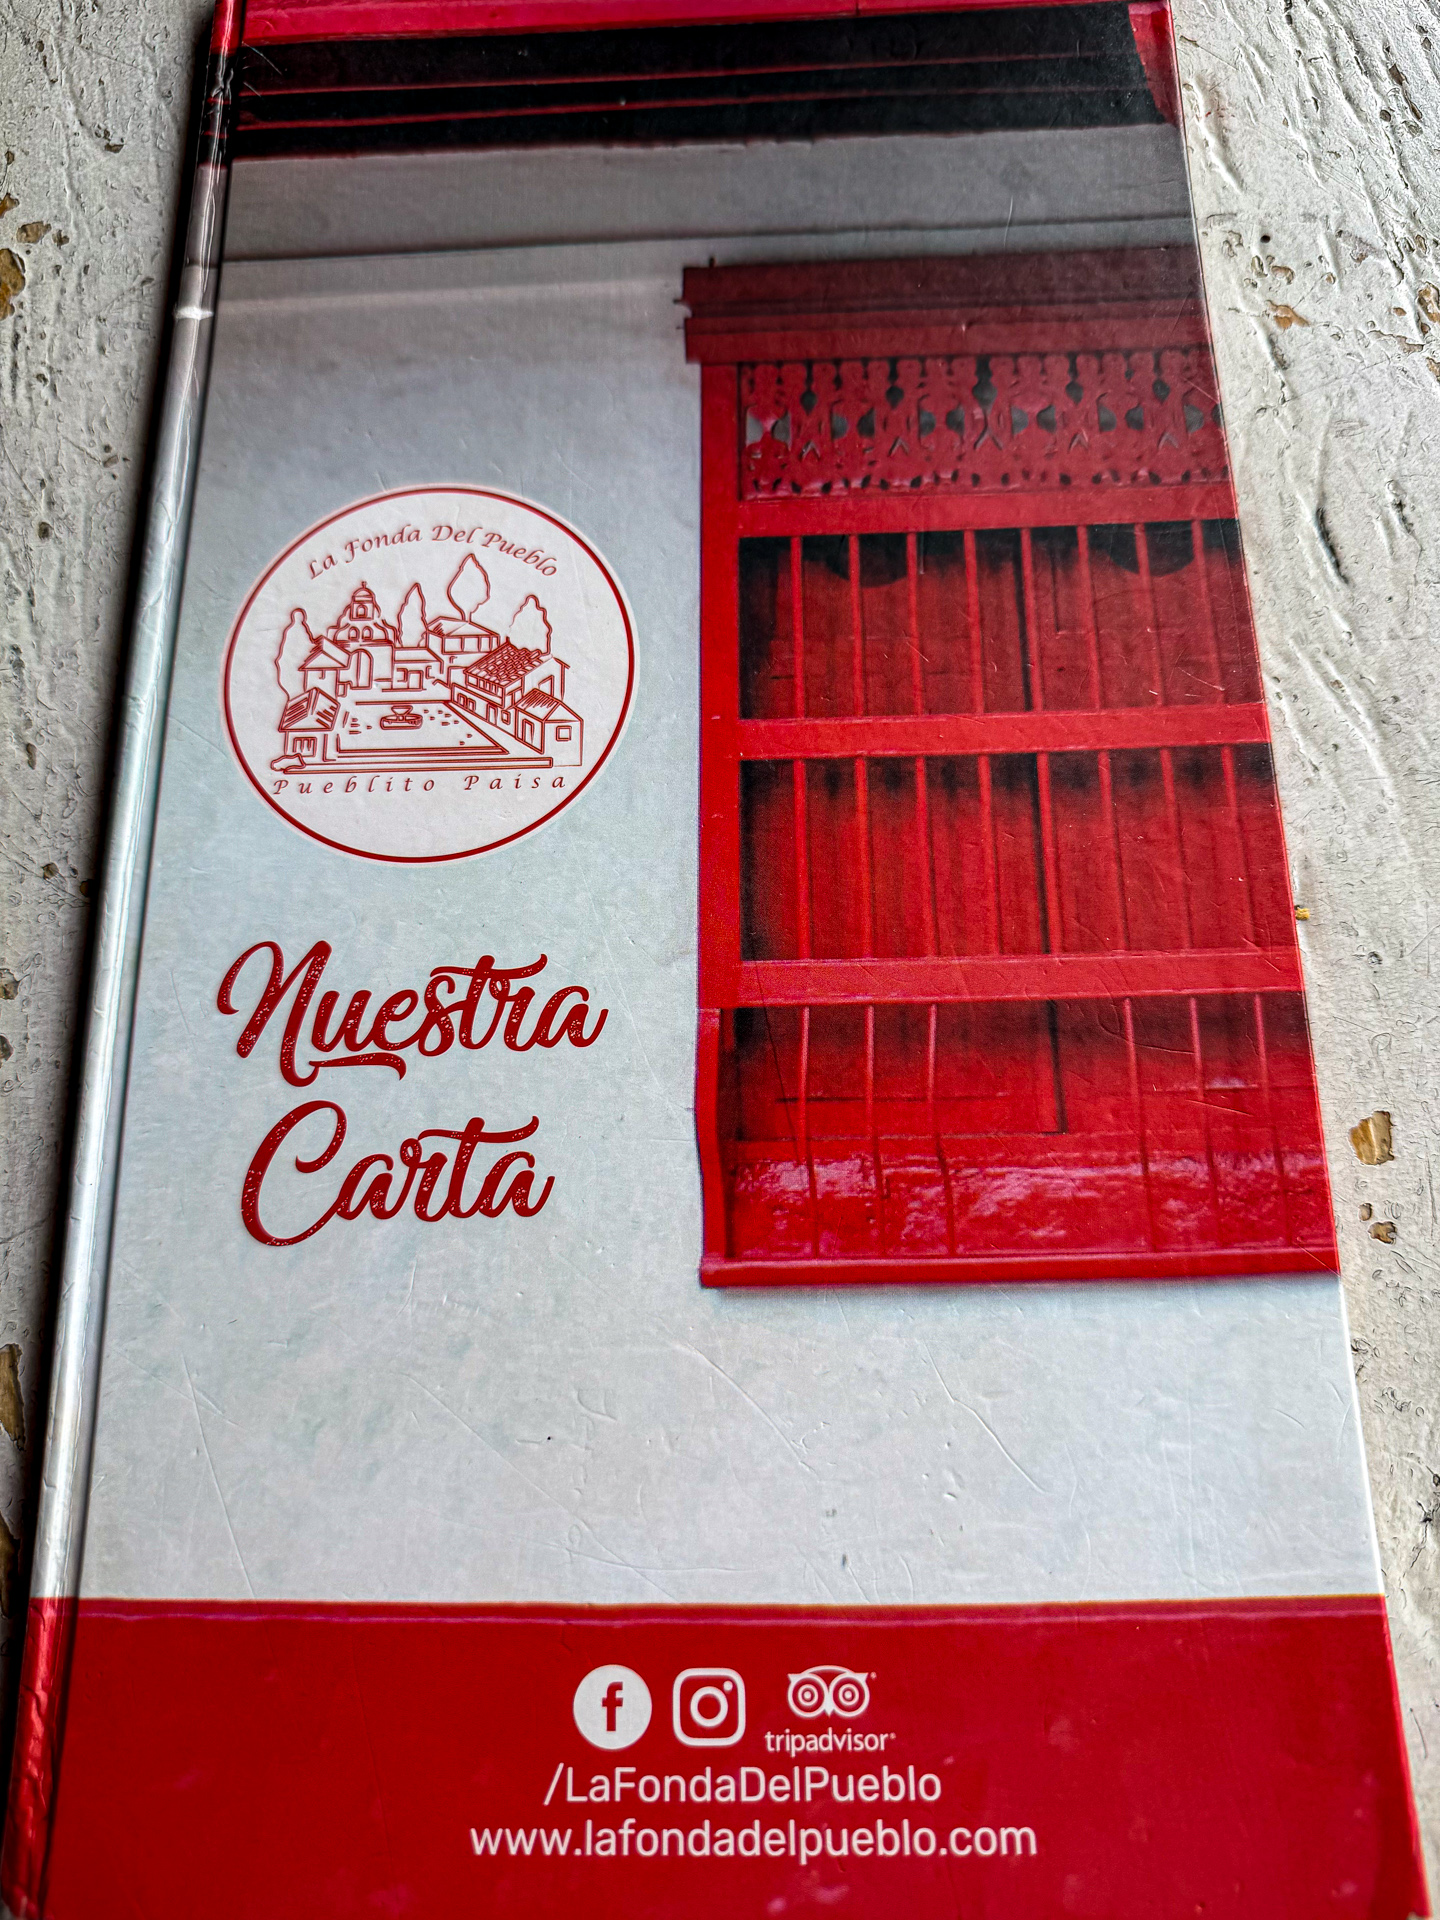 La Fonda Del Pueblo
Pueblito Paisa
Nuestra
Carta
tripadvisor®
/LaFondaDelPueblo
www.lafondadelpueblo.com